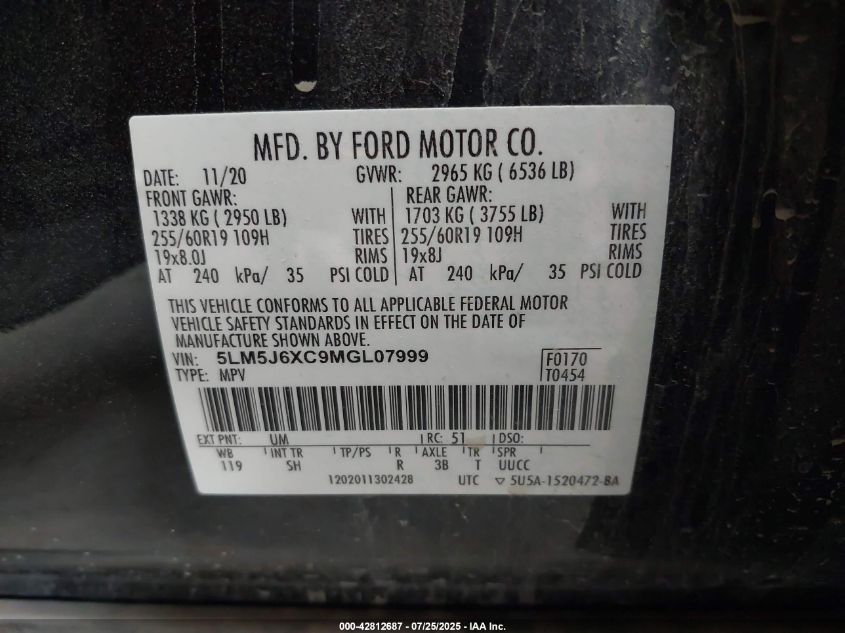 MFD. BY FORD MOTOR CO.
DATE: 11/20 GVWR: 2965 KG ( 6536 LB)
FRONT GAWR: REAR GAWR:
1338 KG ( 2950 LB) WITH 1703 KG ( 3755 LB) WITH
255/60R19 109H TIRES 255/60R19 109H TIRES
19x8.0J RIMS 19x8J RIMS
AT 240 kPa/ 35 PSI COLD AT 240 kPa/ 35 PSI COLD
THIS VEHICLE CONFORMS TO ALL APPLICABLE FEDERAL MOTOR
VEHICLE SAFETY STANDARDS IN EFFECT ON THE DATE OF
MANUFACTURE SHOWN ABOVE.
VIN: 5LM5J6XC9MGL07999 F0170
TYPE: MPV T0454
EXT PNT: UM RC: 51 DSO:
WB INT TR TP/PS R AXLE TR SPR
119 SH R 3B T UUCC
1202011302428 UTC ▽ 5U5A-1520472-BA
000-42812687 - 07/25/2025 - IAA Inc.